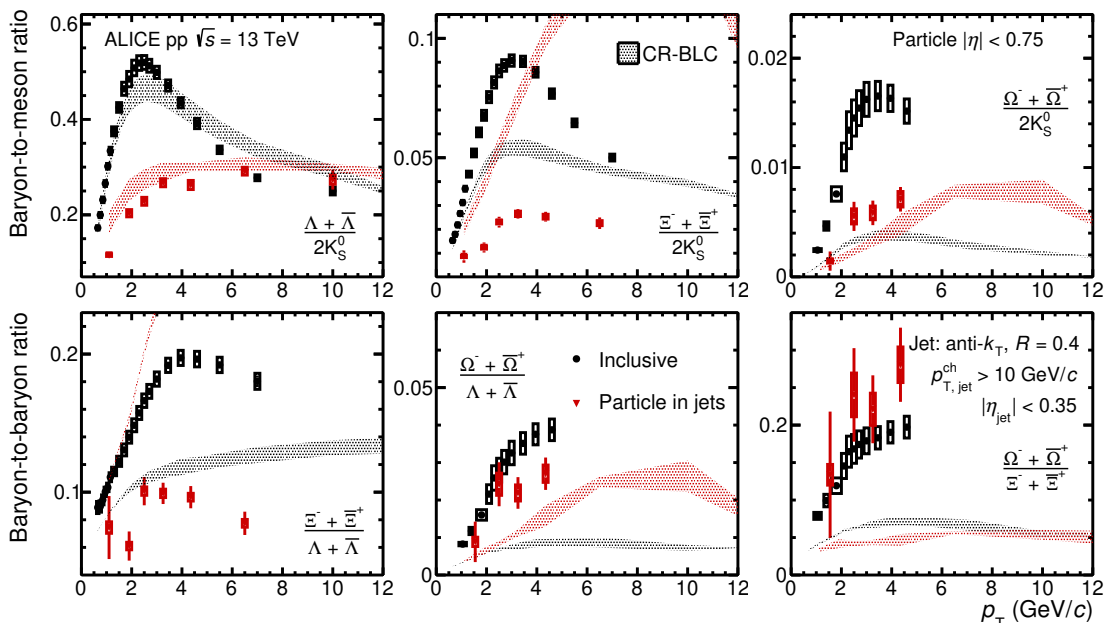 Baryon-to-meson ratio
0.6
0.4
0.2
ALICE pp √s = 13 TeV
Λ + Λ̅
2K⁰_S
0 2 4 6 8 10 12
0.1
0.05
0
CR-BLC
Ξ⁻ + Ξ̅⁺
2K⁰_S
0 2 4 6 8 10 12
0.02
0.01
0
Particle |η| < 0.75
Ω⁻ + Ω̅⁺
2K⁰_S
0 2 4 6 8 10 12
Baryon-to-baryon ratio
0.2
0.1
Ξ⁻ + Ξ̅⁺
Λ + Λ̅
0 2 4 6 8 10 12
0.05
0
Ω⁻ + Ω̅⁺
Λ + Λ̅
Inclusive
Particle in jets
0 2 4 6 8 10 12
0.2
0
Jet: anti-k_T, R = 0.4
p^ch_T, jet > 10 GeV/c
|η_jet| < 0.35
Ω⁻ + Ω̅⁺
Ξ⁻ + Ξ̅⁺
0 2 4 6 8 10 12
p_T (GeV/c)